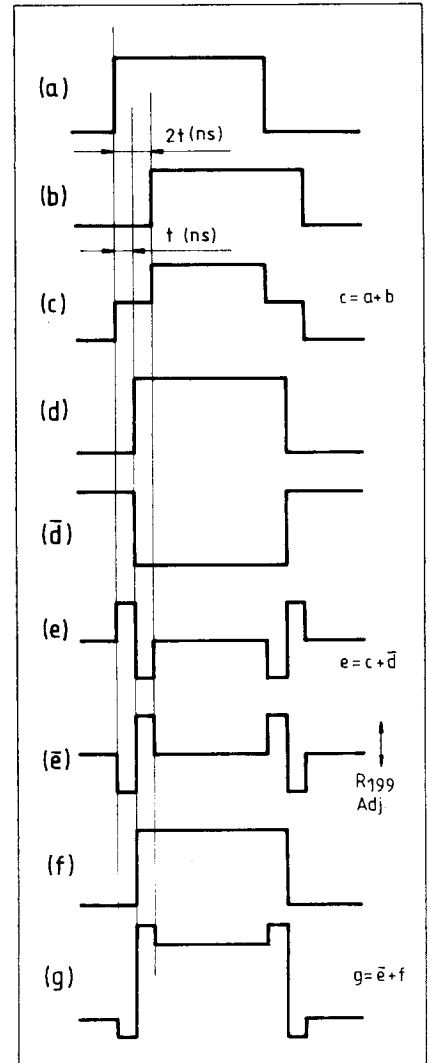 (a)
2t (ns)
(b)
t (ns)
(c)
c=a+b
(d)
(d̅)
(e)
e=c+d̅
(e̅)
R199
Adj.
(f)
(g)
g=e̅+f